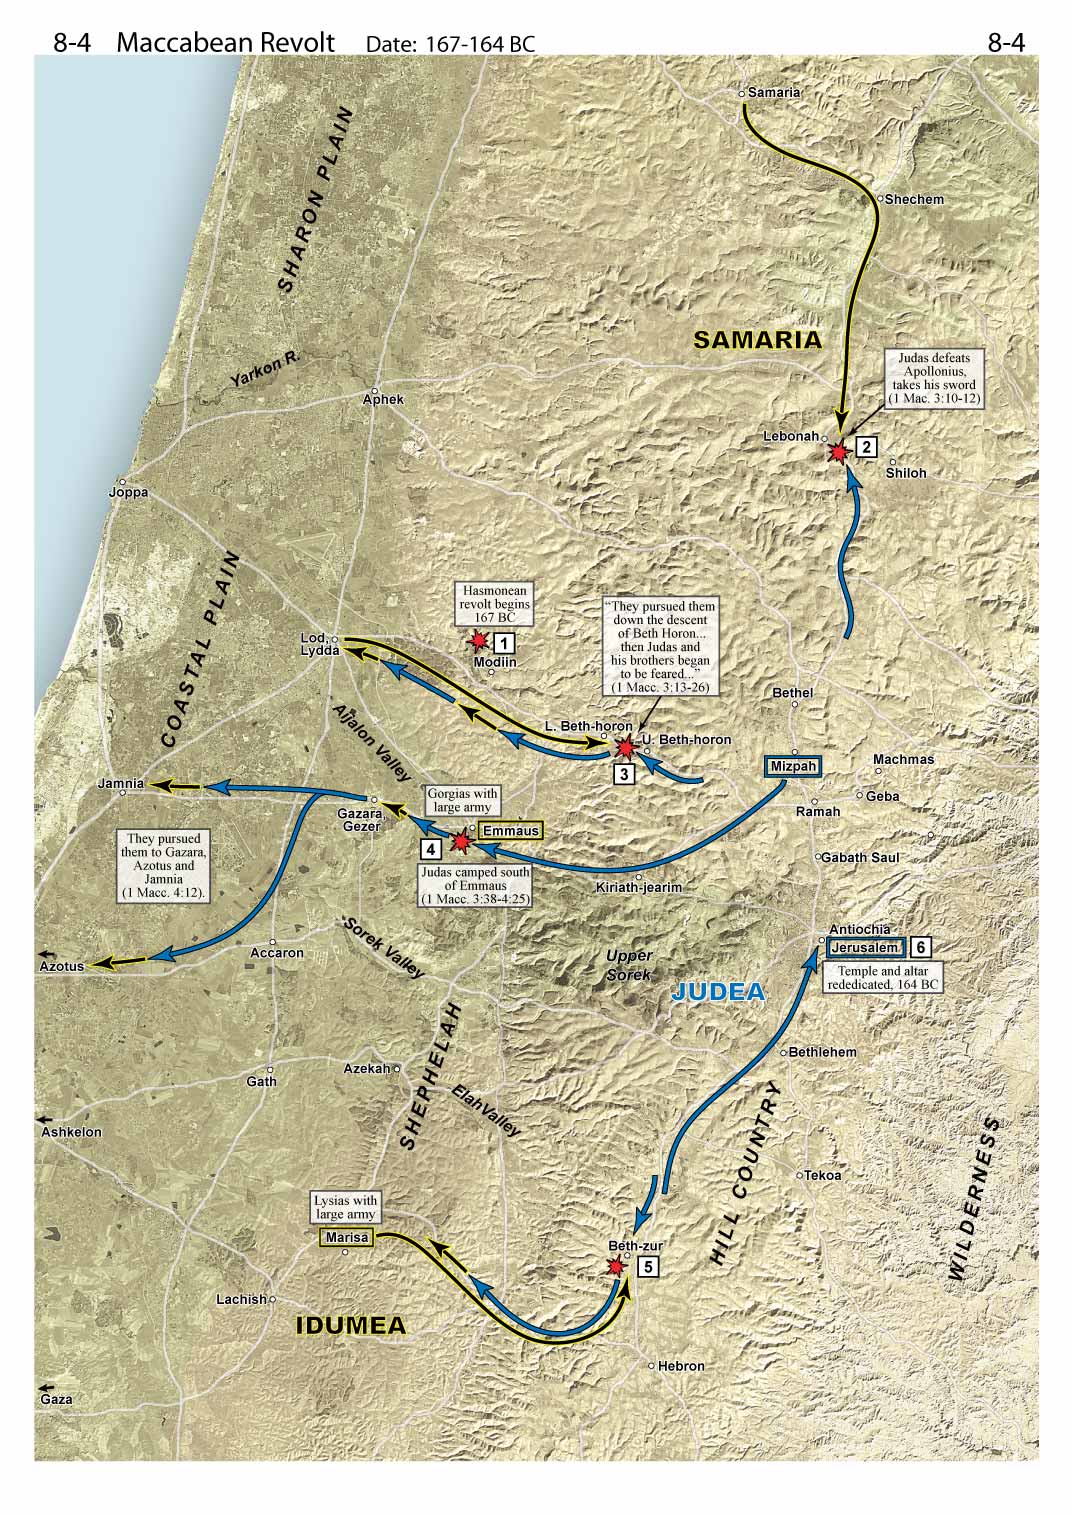 8-4 Maccabean Revolt Date: 167-164 BC 8-4
Samaria
SHARON PLAIN
Shechem
SAMARIA
Yarkon R.
Judas defeats
Apollonius,
takes his sword
(1 Mac. 3:10-12)
Aphek
Lebonah
2
Shiloh
Joppa
COASTAL PLAIN
Hasmonean
revolt begins
167 BC
1
Modiin
"They pursued them
down the descent
of Beth Horon...
then Judas and
his brothers began
to be feared..."
(1 Macc. 3:13-26)
Lod,
Lydda
Bethel
Aijalon Valley
L. Beth-horon
U. Beth-horon
3
Mizpah
Machmas
Geba
Ramah
Jamnia
Gazara,
Gezer
Gorgias with
large army
Emmaus
4
They pursued
them to Gazara,
Azotus and
Jamnia
(1 Macc. 4:12).
Judas camped south
of Emmaus
(1 Macc. 3:38-4:25)
Kiriath-jearim
Gabath Saul
Antiochia
Jerusalem
6
Temple and altar
rededicated, 164 BC
Sorek Valley
Accaron
Azotus
Upper
Sorek
JUDEA
SHEPHELAH
Bethlehem
Azekah
Gath
ElahValley
Ashkelon
HILL COUNTRY
WILDERNESS
Tekoa
Lysias with
large army
Marisa
Beth-zur
5
Lachish
IDUMEA
Hebron
Gaza